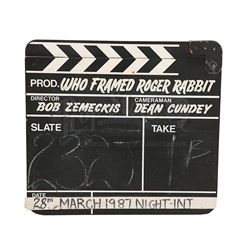 PROD. WHO FRAMED ROGER RABBIT
DIRECTOR CAMERAMAN
BOB ZEMECKIS DEAN CUNDEY
SLATE TAKE
DATE
28TH MARCH 1987 NIGHT-INT